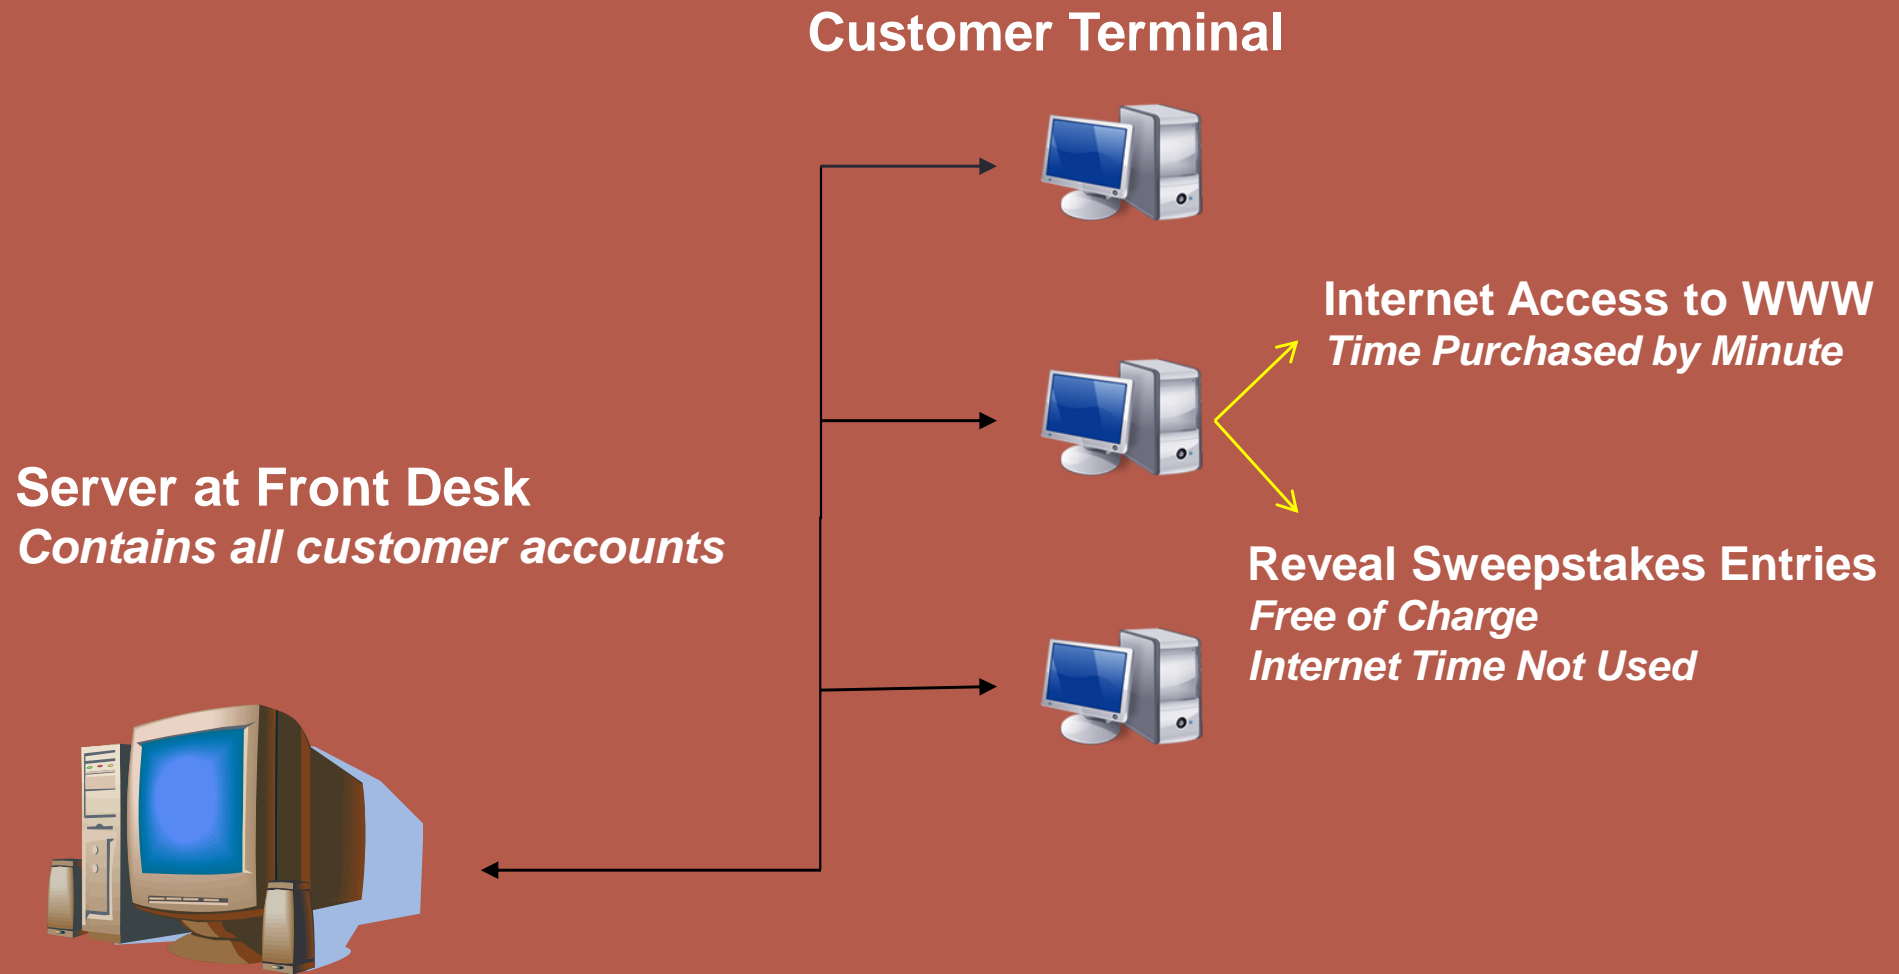 Customer Terminal
Internet Access to WWW
Time Purchased by Minute
Server at Front Desk
Contains all customer accounts
Reveal Sweepstakes Entries
Free of Charge
Internet Time Not Used